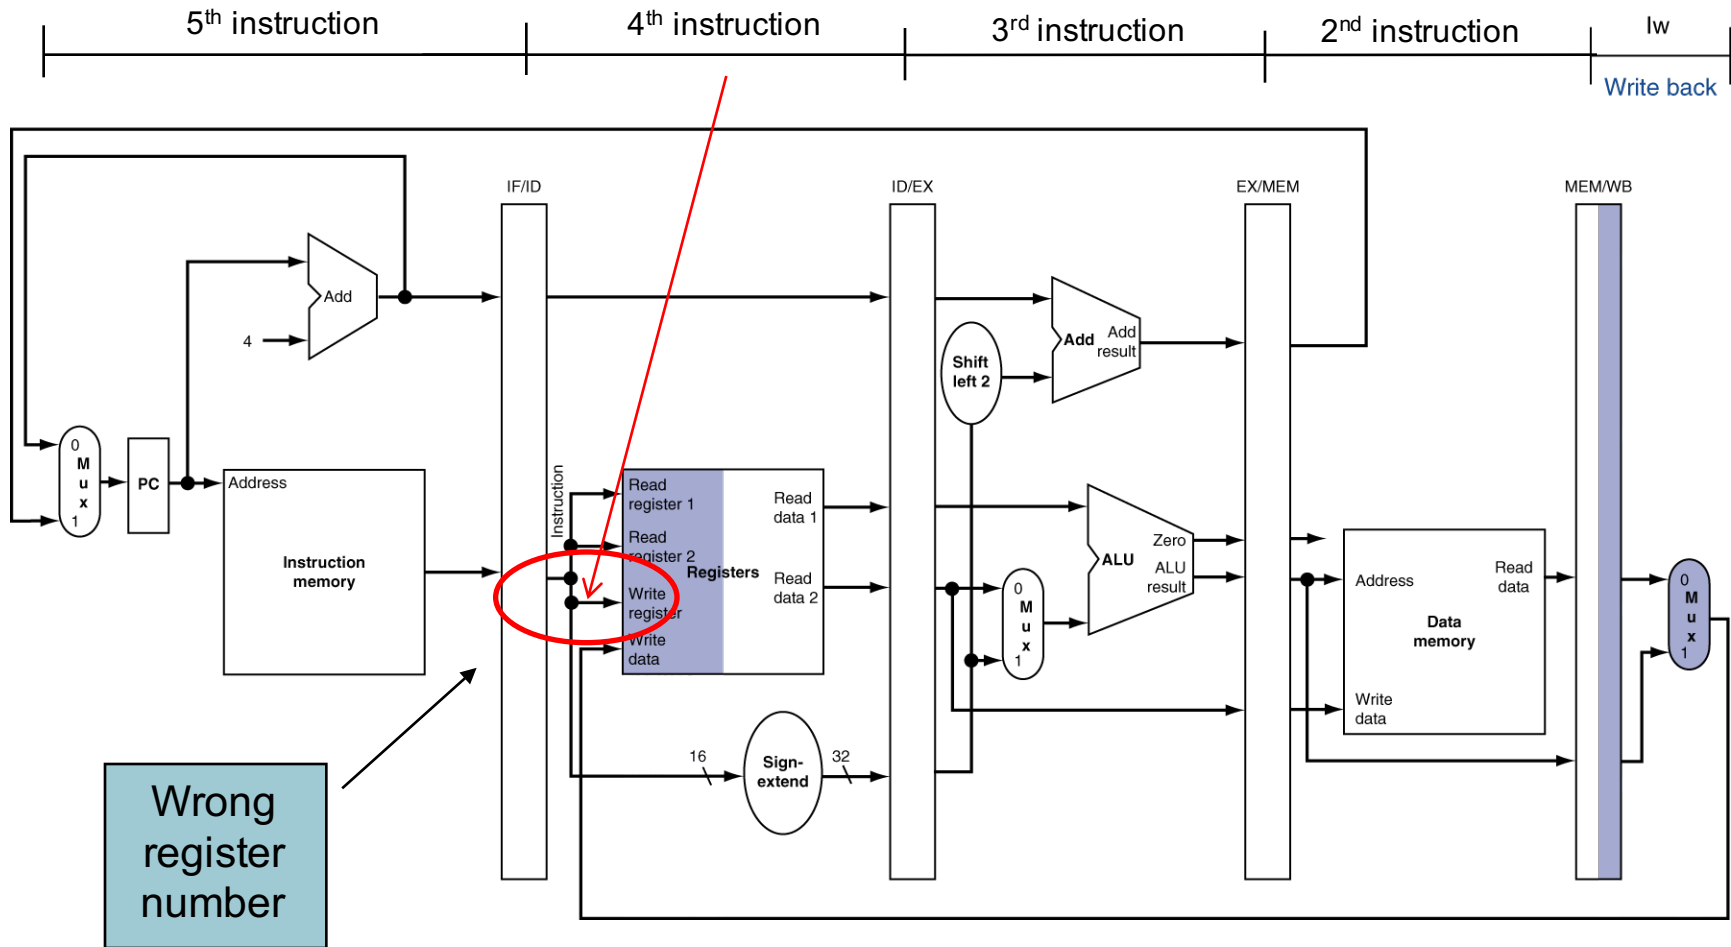 5th instruction
4th instruction
3rd instruction
2nd instruction
lw
Write back
IF/ID
ID/EX
EX/MEM
MEM/WB
Add
4
Shift
left 2
Add
Add
result
0
M
u
x
1
PC
Address
Instruction
memory
Instruction
Read
register 1
Read
register 2
Write
register
Write
data
Registers
Read
data 1
Read
data 2
16
Sign-
extend
32
0
M
u
x
1
ALU
Zero
ALU
result
Address
Read
data
Data
memory
Write
data
0
M
u
x
1
Wrong
register
number